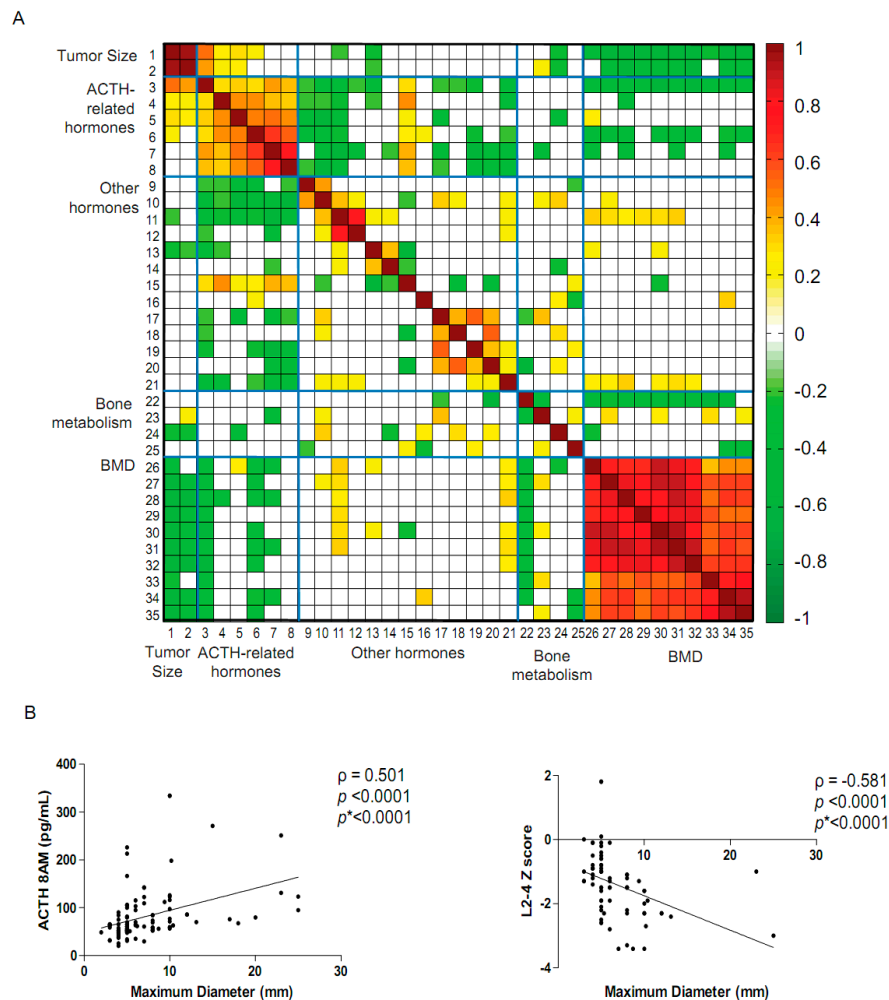 A
Tumor Size
ACTH-
related
hormones
Other
hormones
Bone
metabolism
BMD
1
2
3
4
5
6
7
8
9
10
11
12
13
14
15
16
17
18
19
20
21
22
23
24
25
26
27
28
29
30
31
32
33
34
35
1 2 3 4 5 6 7 8 9 10 11 12 13 14 15 16 17 18 19 20 21 22 23 24 25 26 27 28 29 30 31 32 33 34 35
Tumor
Size
ACTH-related
hormones
Other hormones
Bone
metabolism
BMD
1
0.8
0.6
0.4
0.2
0
-0.2
-0.4
-0.6
-0.8
-1
B
ACTH 8AM (pg/mL)
400
300
200
100
0
0 10 20 30
Maximum Diameter (mm)
ρ = 0.501
p <0.0001
p*<0.0001
L2-4 Z score
2
0
-2
-4
10 20 30
Maximum Diameter (mm)
ρ = -0.581
p <0.0001
p*<0.0001